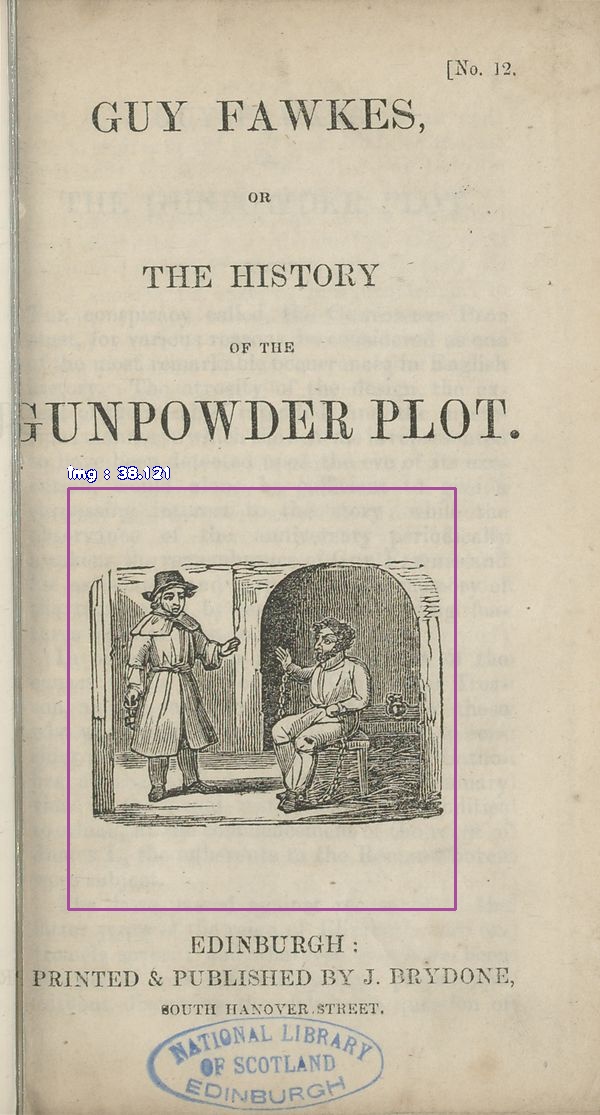 [No. 12.
GUY FAWKES,
OR
THE HISTORY
OF THE
GUNPOWDER PLOT.
img : 38.121
EDINBURGH :
PRINTED & PUBLISHED BY J. BRYDONE,
SOUTH HANOVER STREET.
NATIONAL LIBRARY
OF SCOTLAND
EDINBURGH